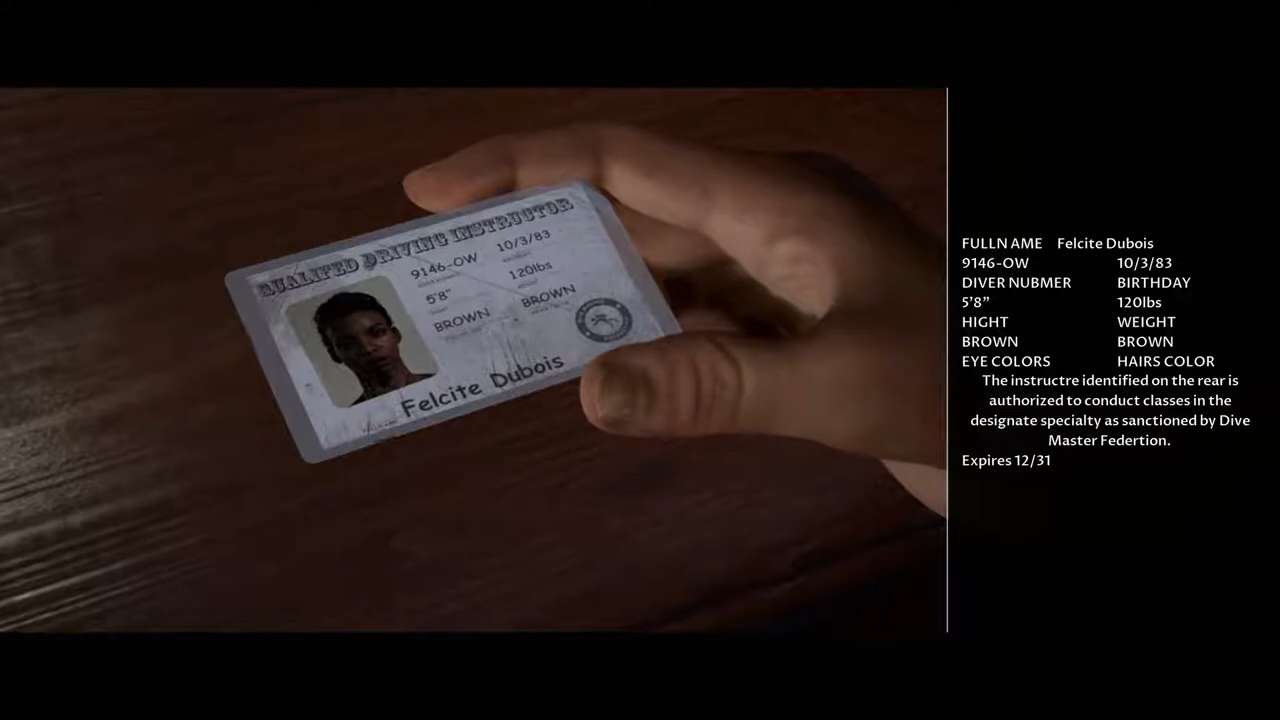 QUALIFED DRIVING INSTRUCTOR
9146-OW 10/3/83
5'8" 120lbs
BROWN BROWN
Felcite Dubois
FULLN AME Felcite Dubois
9146-OW 10/3/83
DIVER NUBMER BIRTHDAY
5'8” 120lbs
HIGHT WEIGHT
BROWN BROWN
EYE COLORS HAIRS COLOR
The instructre identified on the rear is
authorized to conduct classes in the
designate specialty as sanctioned by Dive
Master Federtion.
Expires 12/31